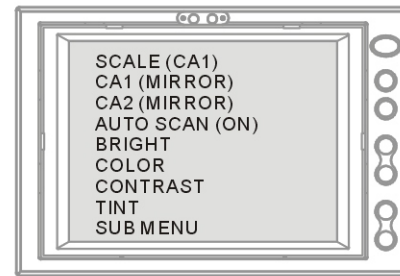 SCALE (CA1)
CA1 (MIRROR)
CA2 (MIRROR)
AUTO SCAN (ON)
BRIGHT
COLOR
CONTRAST
TINT
SUB MENU